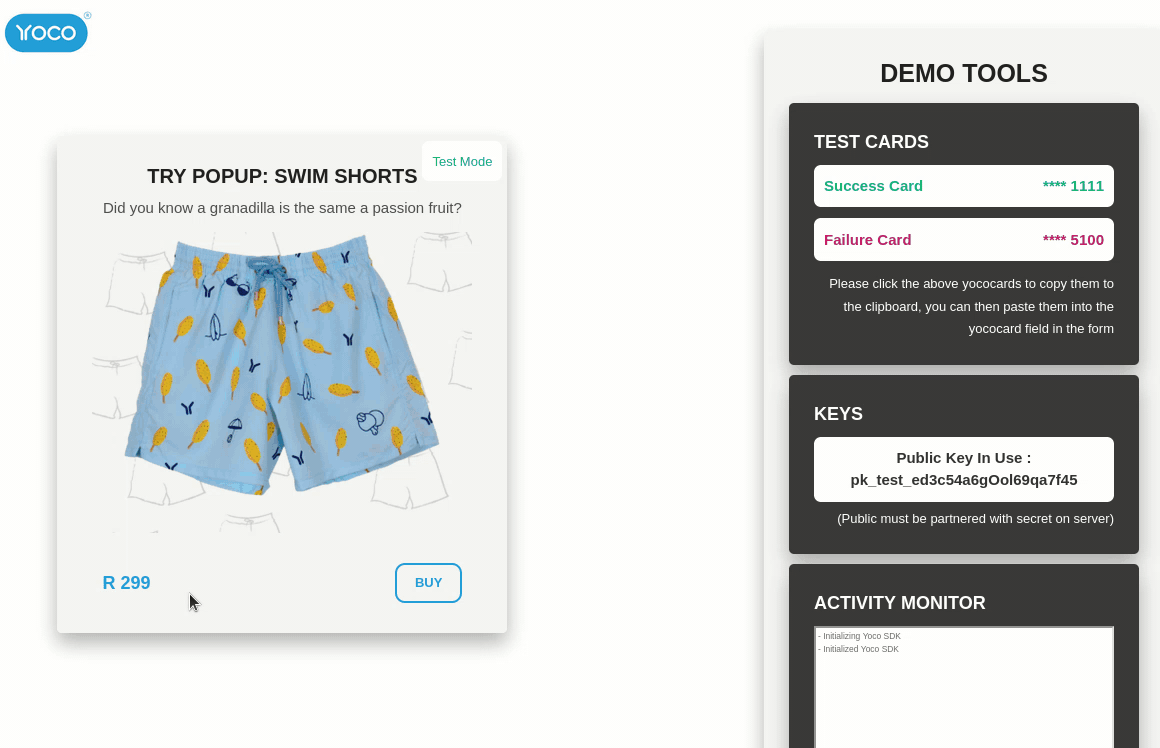 YOCO®
TRY POPUP: SWIM SHORTS
Test Mode
Did you know a granadilla is the same a passion fruit?
R 299
BUY
DEMO TOOLS
TEST CARDS
Success Card **** 1111
Failure Card **** 5100
Please click the above yococards to copy them to
the clipboard, you can then paste them into the
yococard field in the form
KEYS
Public Key In Use :
pk_test_ed3c54a6gOol69qa7f45
(Public must be partnered with secret on server)
ACTIVITY MONITOR
- Initializing Yoco SDK
- Initialized Yoco SDK